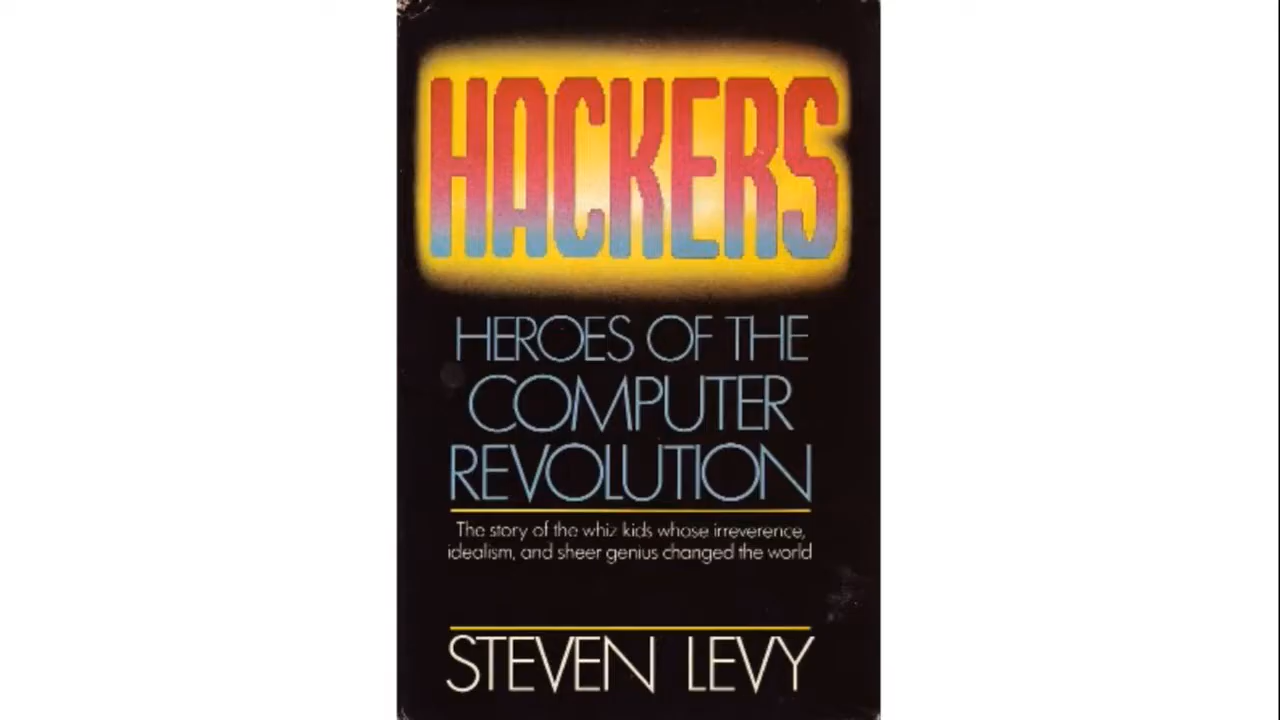 HACKERS
HEROES OF THE
COMPUTER
REVOLUTION
The story of the whiz kids whose irreverence,
idealism, and sheer genius changed the world
STEVEN LEVY